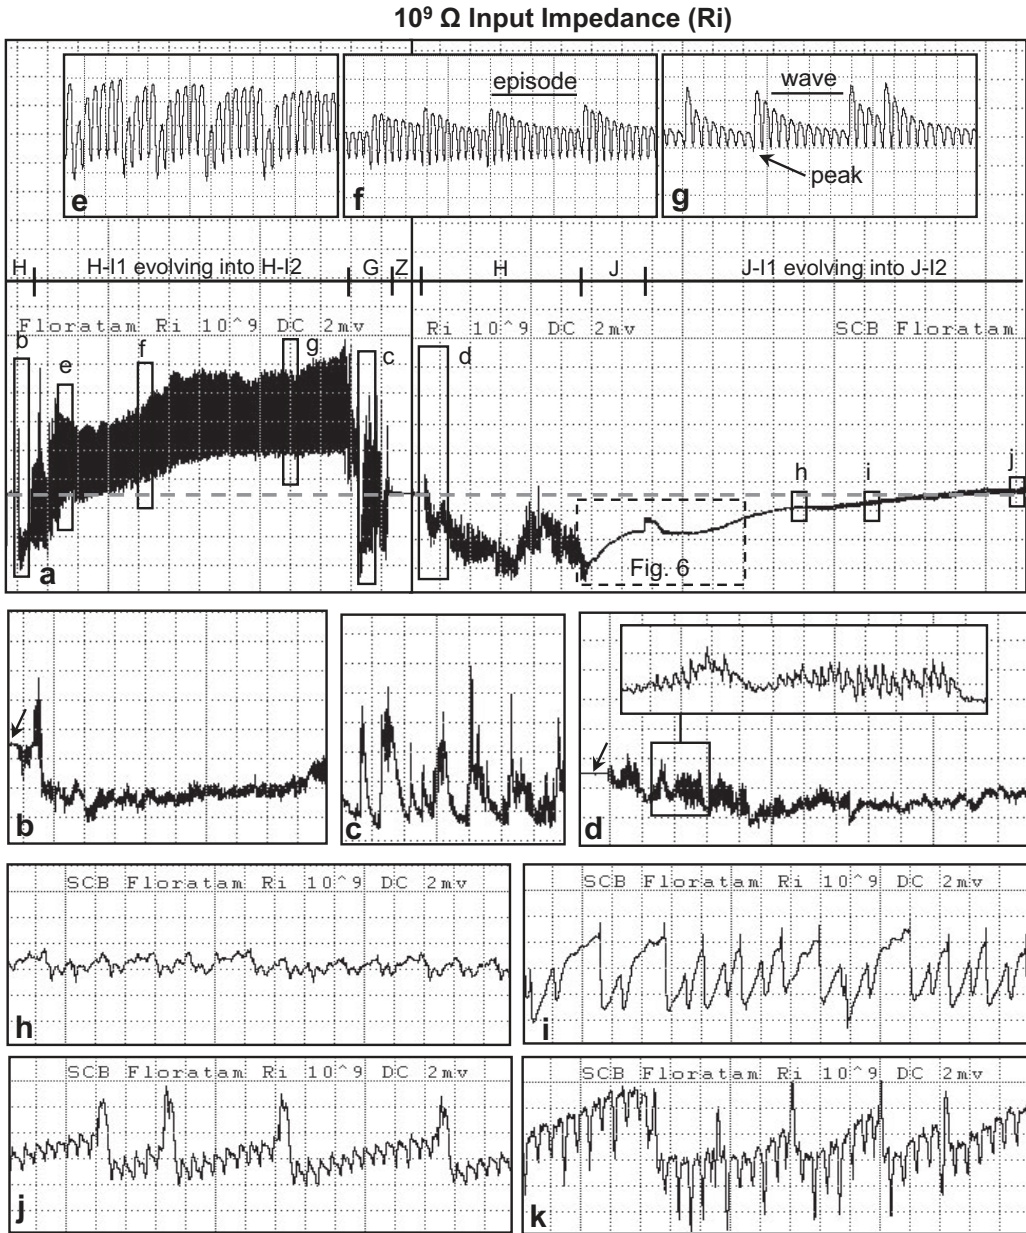 10⁹ Ω Input Impedance (Ri)
episode
wave
peak
e
f
g
H H-I1 evolving into H-I2 G Z H J J-I1 evolving into J-I2
Floratam Ri 10^9 DC 2mv
Ri 10^9 DC 2mv
SCB Floratam
b
e
f
g
c
d
h
i
j
a
Fig. 6
b
c
d
SCB Floratam Ri 10^9 DC 2mv
h
SCB Floratam Ri 10^9 DC 2mv
i
SCB Floratam Ri 10^9 DC 2mv
j
SCB Floratam Ri 10^9 DC 2mv
k